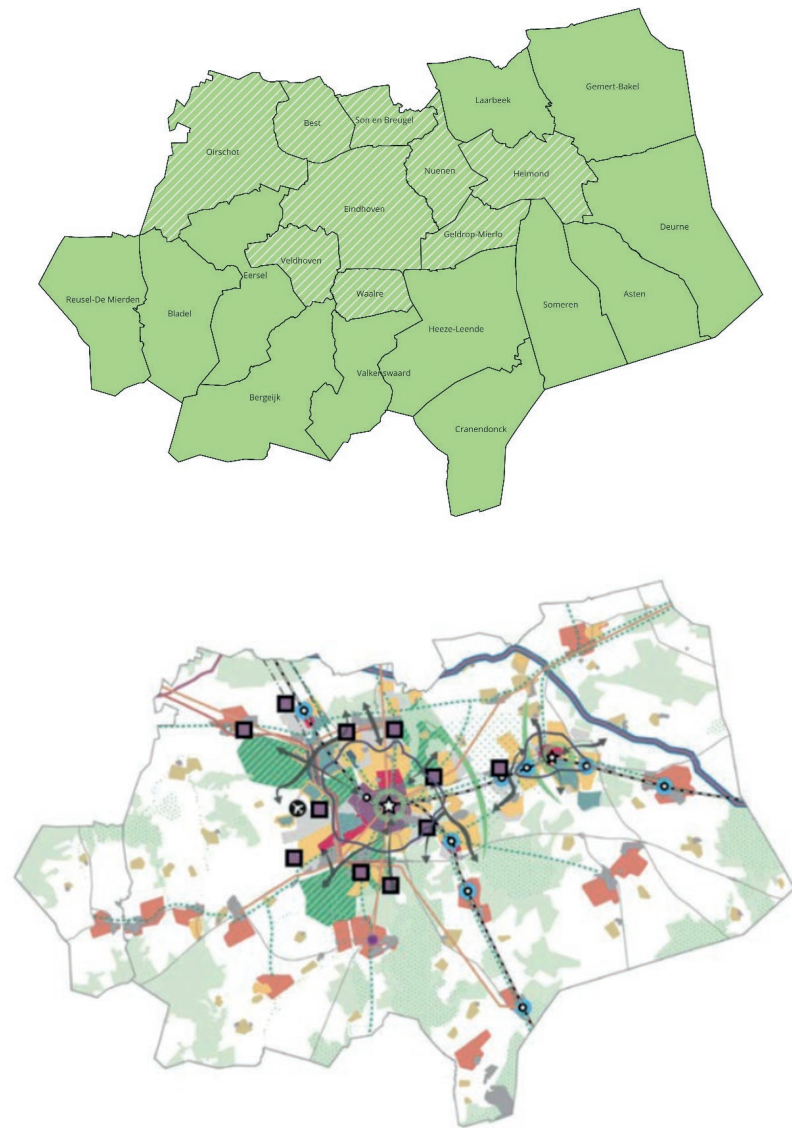 Gemert-Bakel
Laarbeek
Son en Breugel
Best
Oirschot
Nuenen
Helmond
Eindhoven
Deurne
Geldrop-Mierlo
Veldhoven
Eersel
Waalre
Reusel-De Mierden
Bladel
Asten
Someren
Heeze-Leende
Valkenswaard
Bergeijk
Cranendonck